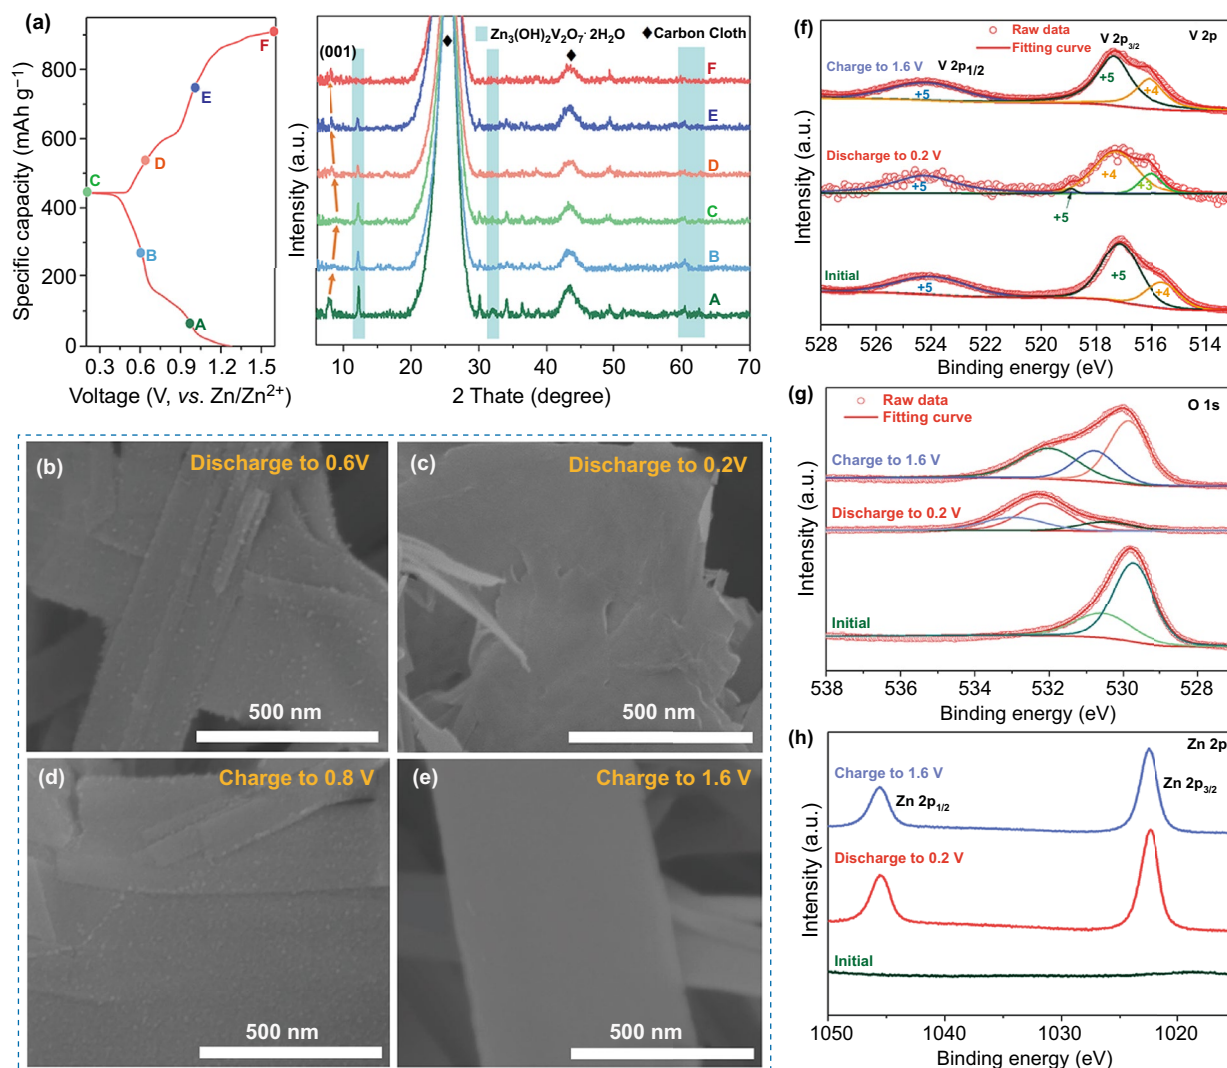 (a)
Specific capacity (mAh g⁻¹)
800
600
400
200
0
F
E
D
C
B
A
0.2
0.6
1.0
1.4
Voltage (V, vs. Zn/Zn²⁺)
Zn₃(OH)₂V₂O₇· 2H₂O
Carbon Cloth
(001)
Intensity (a.u.)
F
E
D
C
B
A
10
20
30
40
50
60
70
2 Thate (degree)
(b)
Discharge to 0.6V
500 nm
(c)
Discharge to 0.2V
500 nm
(d)
Charge to 0.8 V
500 nm
(e)
Charge to 1.6 V
500 nm
(f)
Raw data
Fitting curve
V 2p
V 2p₃/₂
V 2p₁/₂
Charge to 1.6 V
+5
+5
+4
Discharge to 0.2 V
+5
+5
+4
+3
Initial
+5
+5
+4
Intensity (a.u.)
528
526
524
522
520
518
516
514
Binding energy (eV)
(g)
Raw data
Fitting curve
O 1s
Charge to 1.6 V
Discharge to 0.2 V
Initial
Intensity (a.u.)
538
536
534
532
530
528
Binding energy (eV)
(h)
Zn 2p
Charge to 1.6 V
Zn 2p₁/₂
Zn 2p₃/₂
Discharge to 0.2 V
Initial
Intensity (a.u.)
1050
1040
1030
1020
Binding energy (eV)